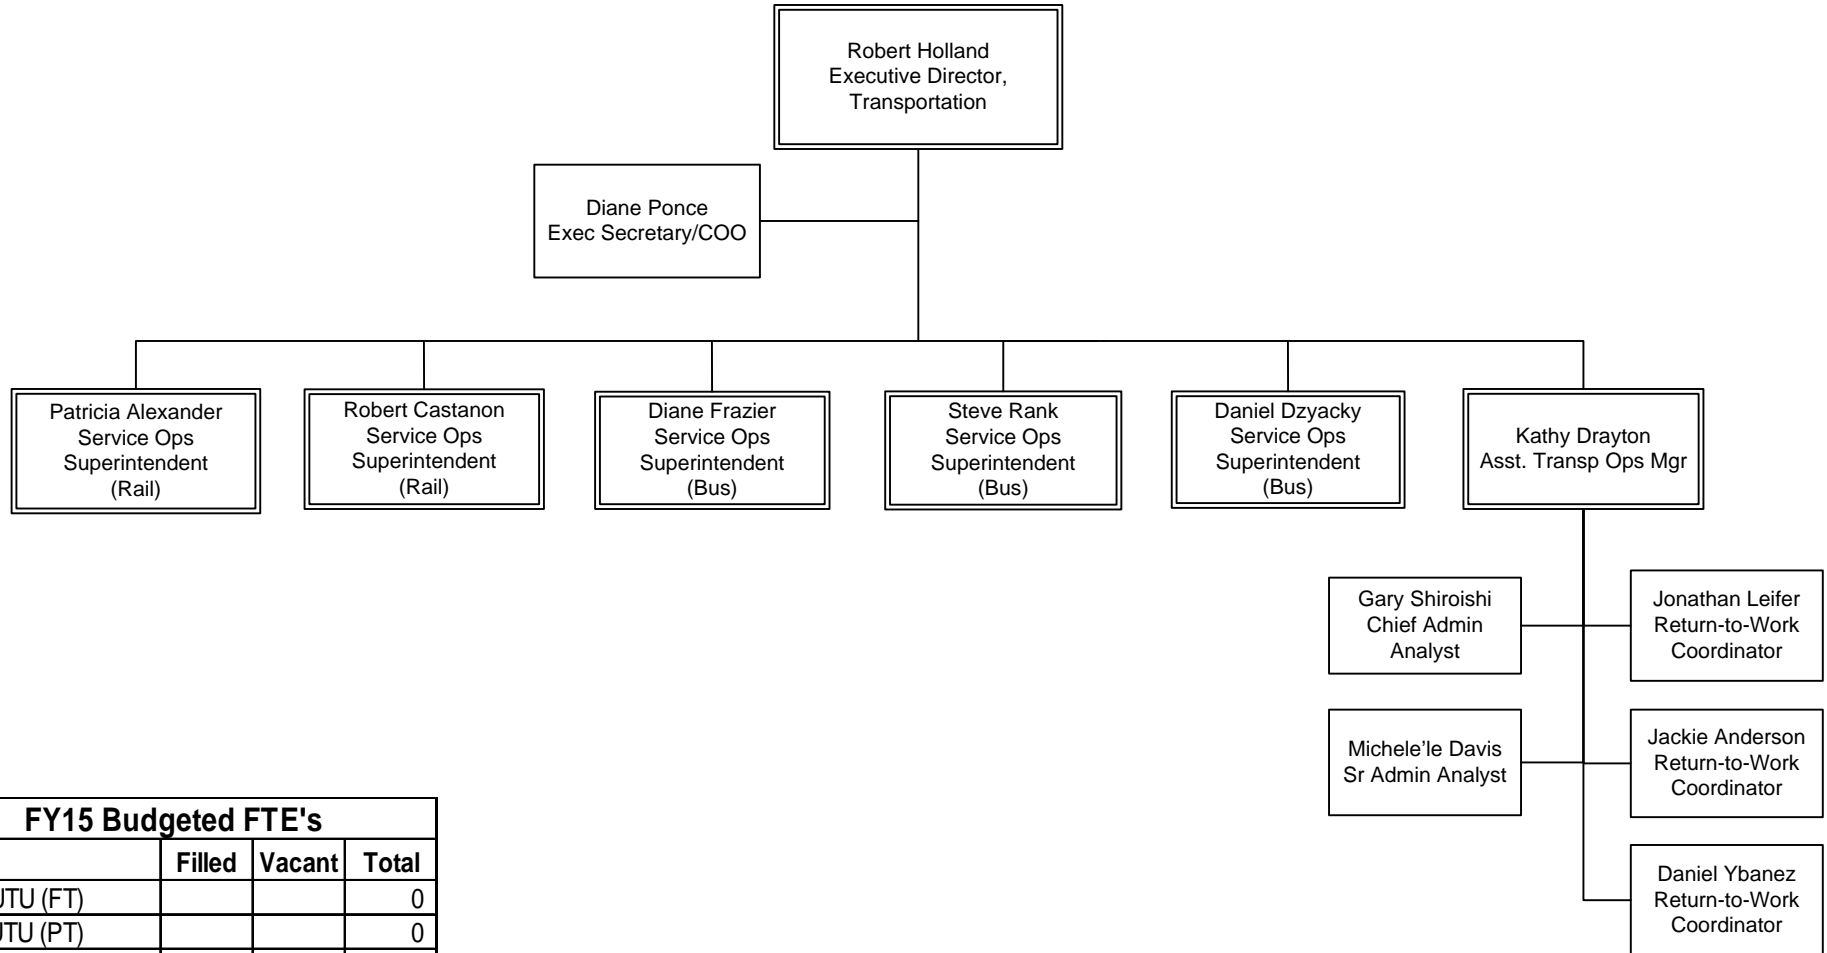 Robert Holland
Executive Director,
Transportation
Diane Ponce
Exec Secretary/COO
Patricia Alexander
Service Ops
Superintendent
(Rail)
Robert Castanon
Service Ops
Superintendent
(Rail)
Diane Frazier
Service Ops
Superintendent
(Bus)
Steve Rank
Service Ops
Superintendent
(Bus)
Daniel Dzyacky
Service Ops
Superintendent
(Bus)
Kathy Drayton
Asst. Transp Ops Mgr
Gary Shiroishi
Chief Admin
Analyst
Jonathan Leifer
Return-to-Work
Coordinator
Michele’le Davis
Sr Admin Analyst
Jackie Anderson
Return-to-Work
Coordinator
Daniel Ybanez
Return-to-Work
Coordinator
FY15 Budgeted FTE's
Filled Vacant Total
UTU (FT) 0
UTU (PT) 0